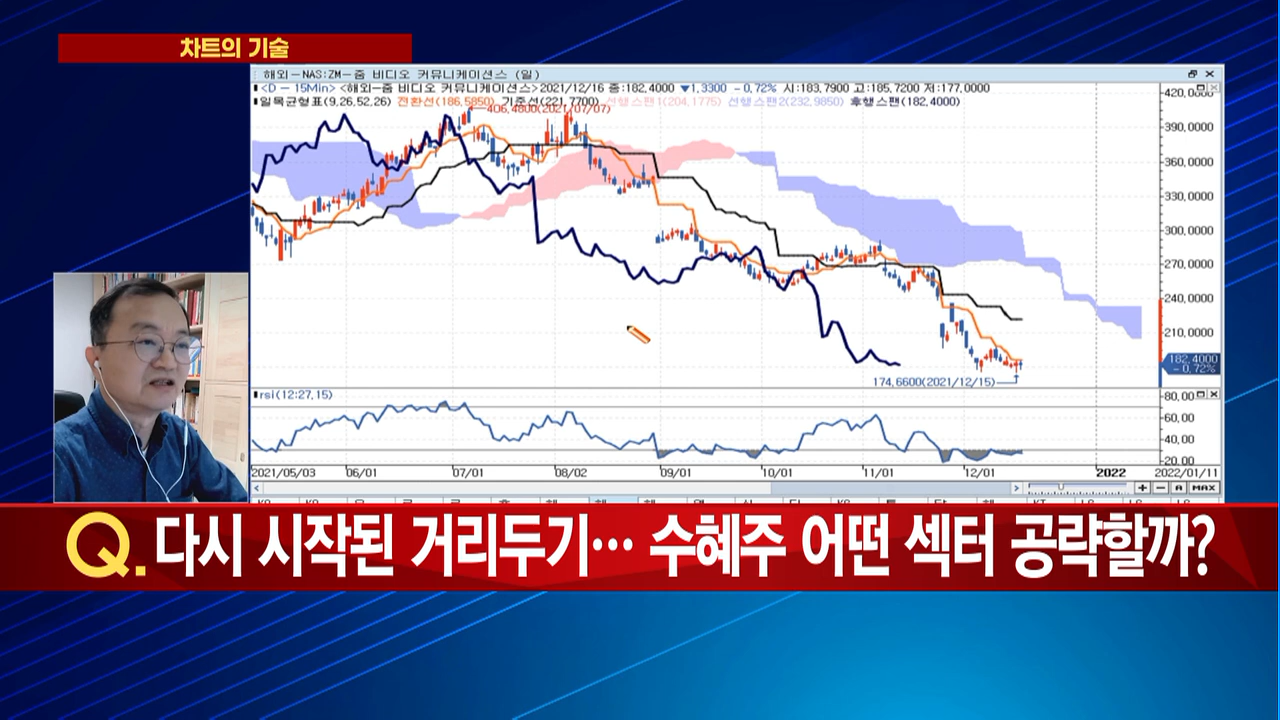 차트의 기술
해외-NAS:ZM-줌 비디오 커뮤니케이션스 (일)
<D - 15Min> <해외-줌 비디오 커뮤니케이션스>2021/12/16 종:182,4000 ▼1,3300 -0,72% 시:183,7900 고:185,7200 저:177,0000
일목균형표(9,26,52,26) 전환선(186,5850) 기준선(221,7700) 선행스팬1(204,1775) 선행스팬2(232,9850) 후행스팬(182,4000)
406,4800(2021/07/07)
420,0000
390,0000
360,0000
330,0000
300,0000
270,0000
240,0000
210,0000
182,4000
-0,72%
174,6600(2021/12/15)
rsi(12:27,15)
80,00
60,00
40,00
20,00
2021/05/03 06/01 07/01 08/02 09/01 10/01 11/01 12/01 2022 2022/01/11
A MAX
Q. 다시 시작된 거리두기… 수혜주 어떤 섹터 공략할까?